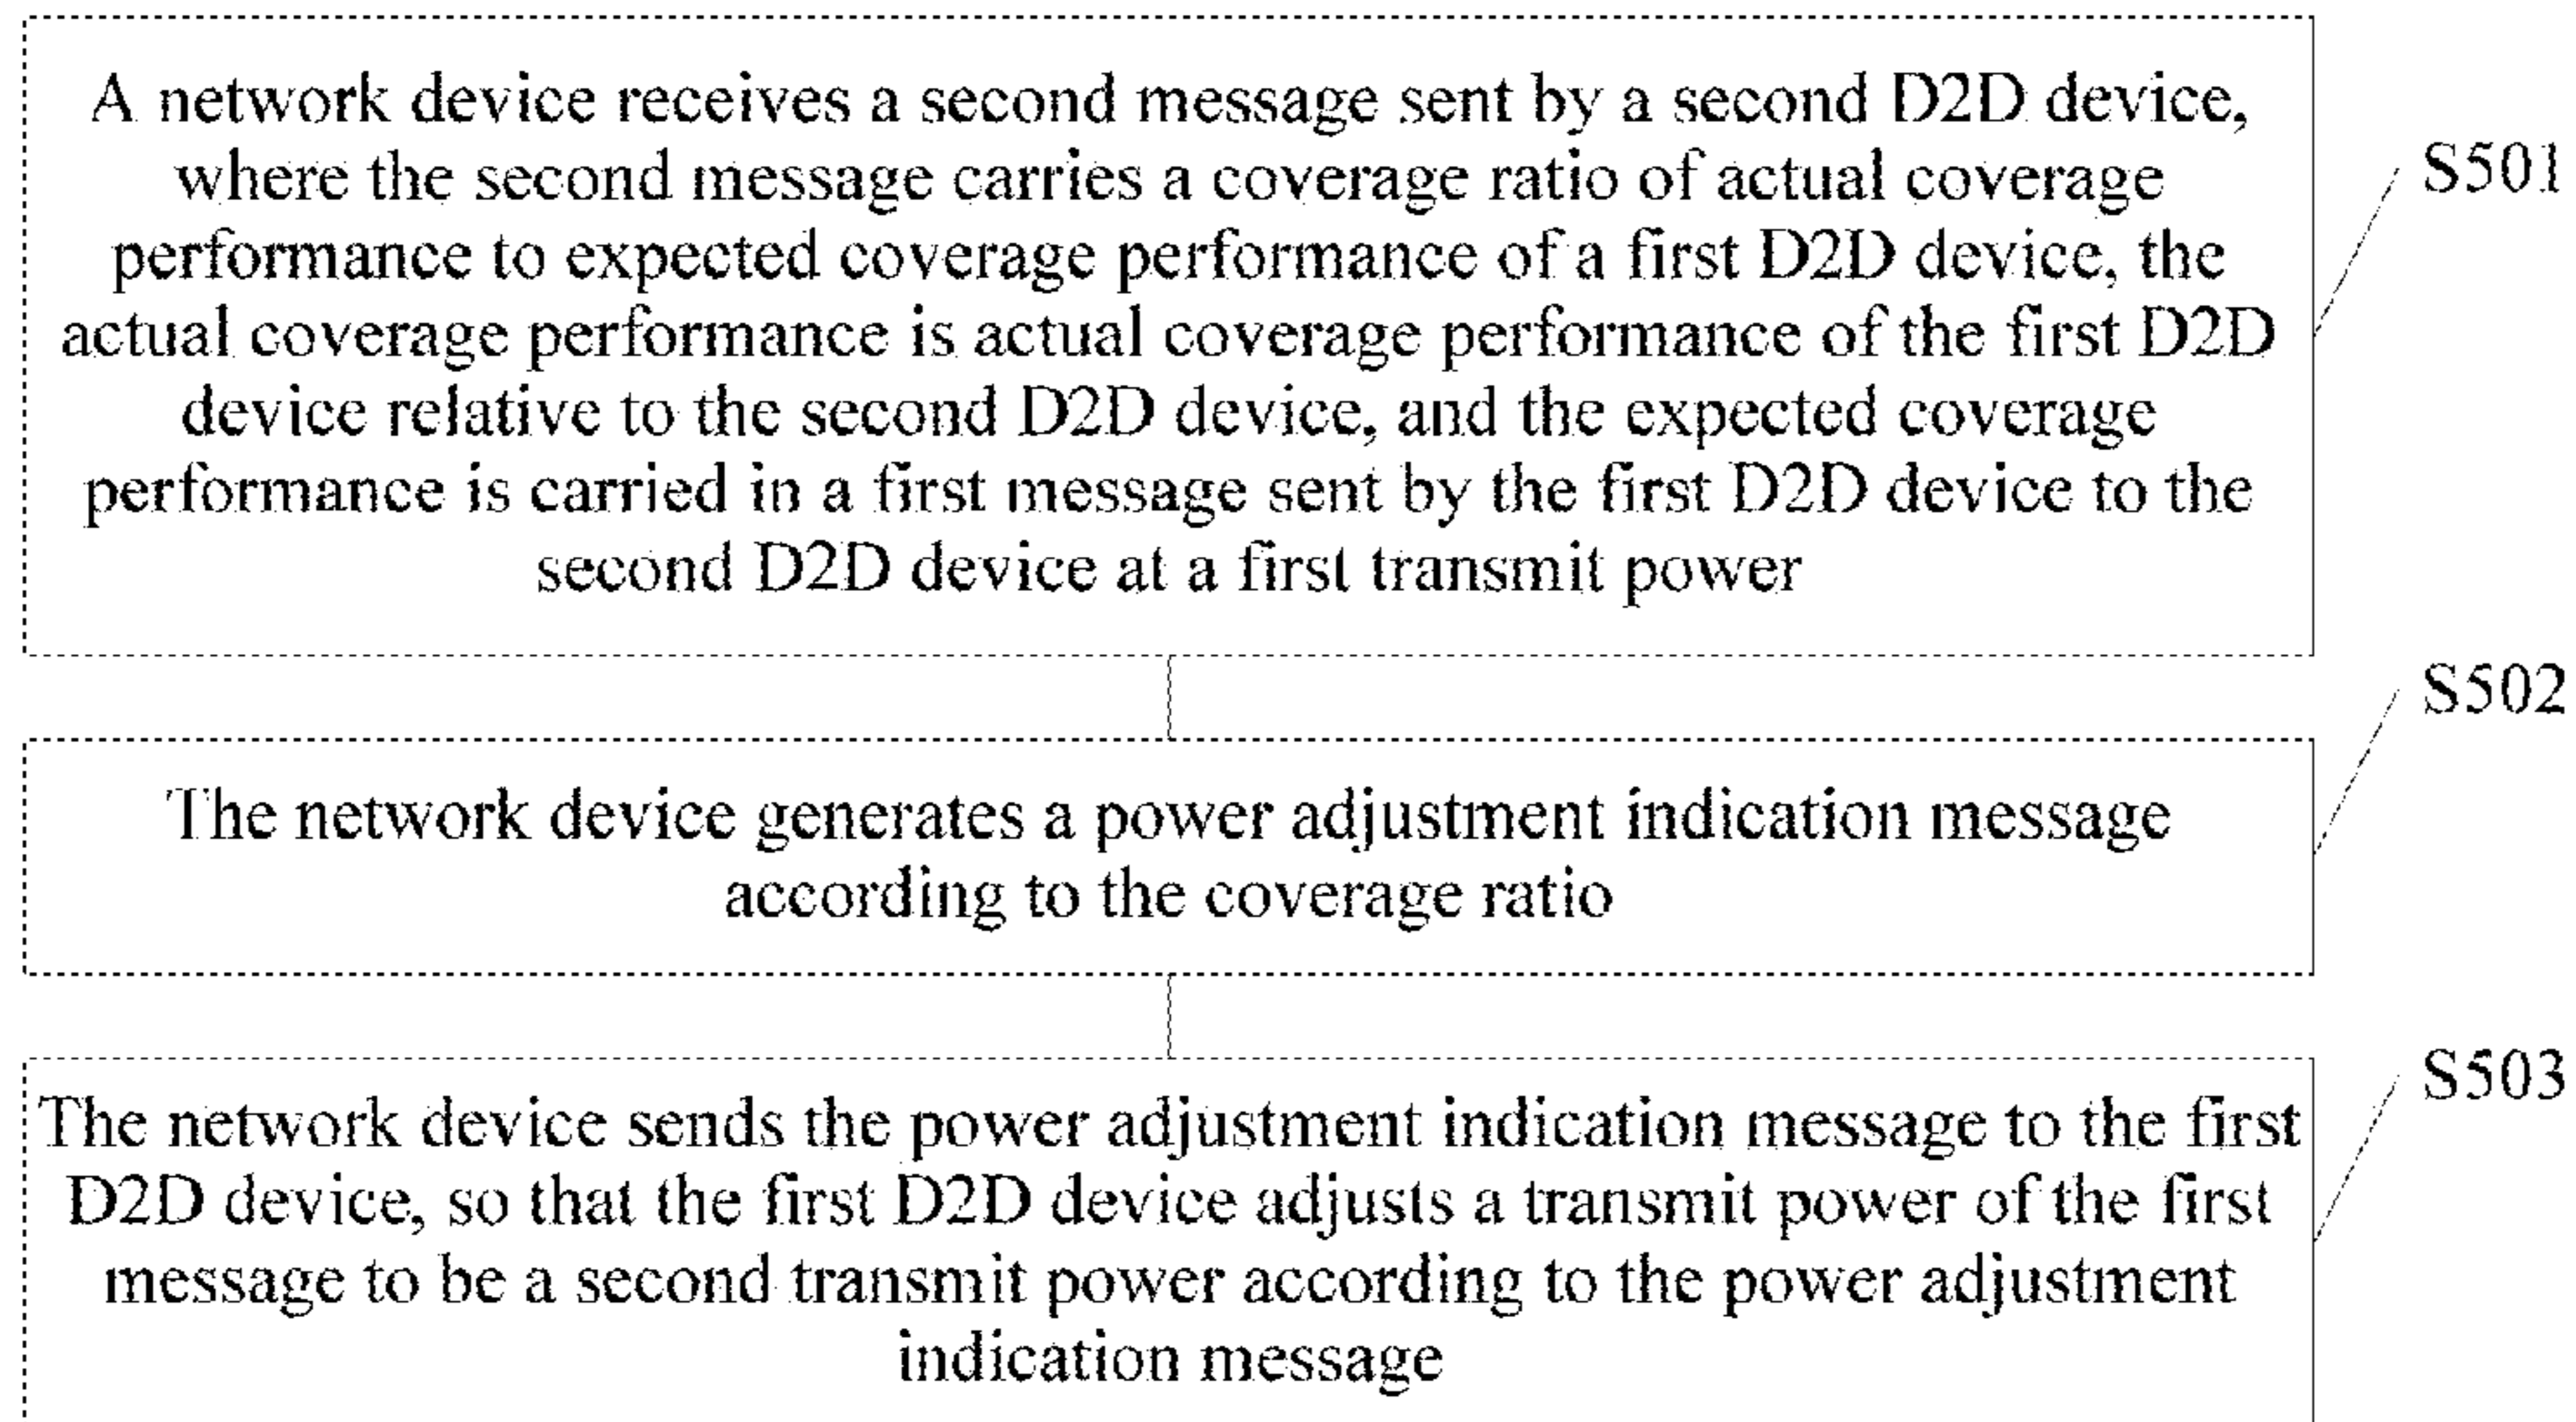 A network device receives a second message sent by a second D2D device,
where the second message carries a coverage ratio of actual coverage
performance to expected coverage performance of a first D2D device, the
actual coverage performance is actual coverage performance of the first D2D
device relative to the second D2D device, and the expected coverage
performance is carried in a first message sent by the first D2D device to the
second D2D device at a first transmit power
S501
S502
The network device generates a power adjustment indication message
according to the coverage ratio
S503
The network device sends the power adjustment indication message to the first
D2D device, so that the first D2D device adjusts a transmit power of the first
message to be a second transmit power according to the power adjustment
indication message